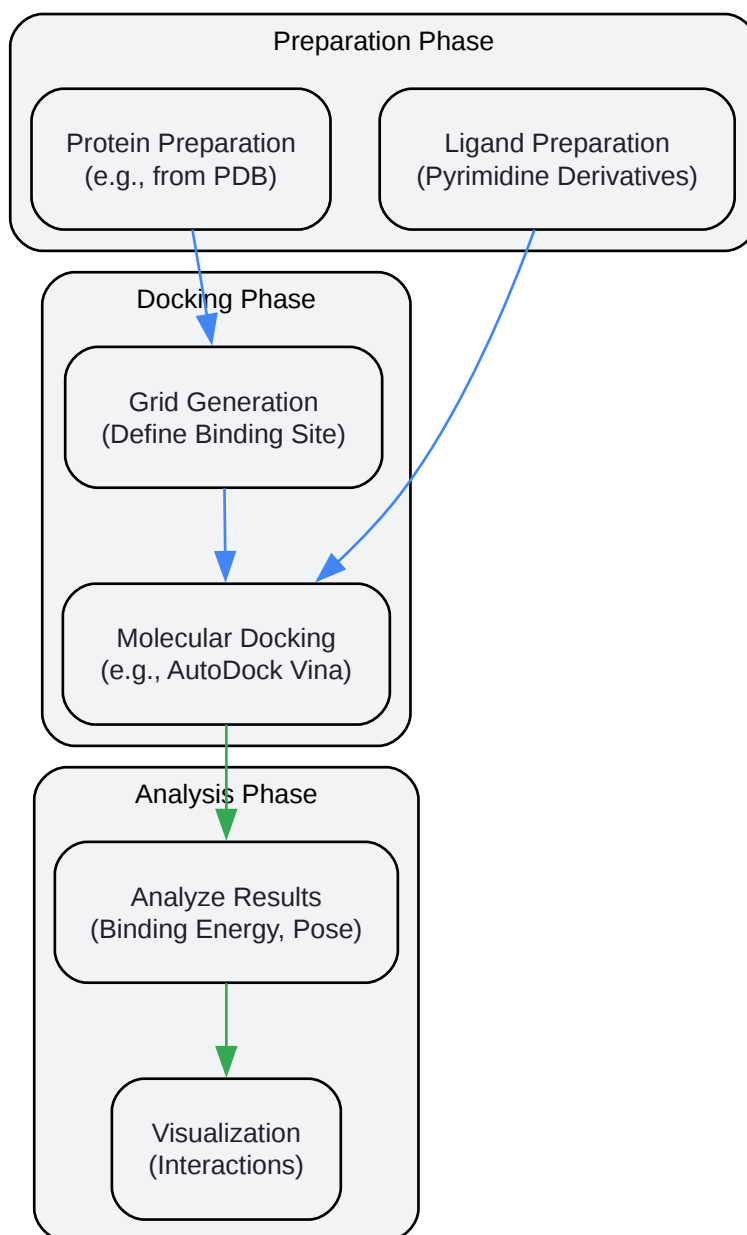 Preparation Phase
Protein Preparation
(e.g., from PDB)
Ligand Preparation
(Pyrimidine Derivatives)
Docking Phase
Grid Generation
(Define Binding Site)
Molecular Docking
(e.g., AutoDock Vina)
Analysis Phase
Analyze Results
(Binding Energy, Pose)
Visualization
(Interactions)